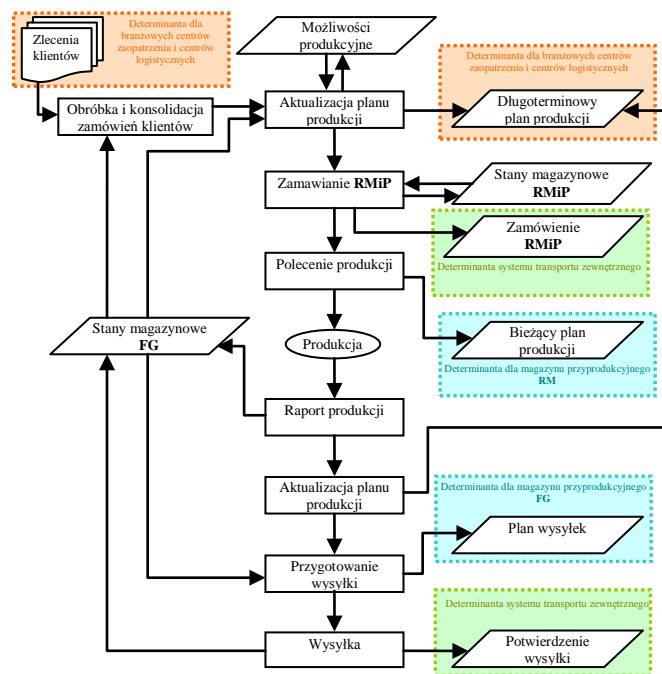 Zlecenia
klientów
Determinanta dla
branżowych centrów
zaopatrzenia i centrów
logistycznych
Możliwości
produkcyjne
Determinanta dla branżowych centrów
zaopatrzenia i centrów logistycznych
Obróbka i konsolidacja
zamówień klientów
Aktualizacja planu
produkcji
Długoterminowy
plan produkcji
Zamawianie RMiP
Stany magazynowe
RMiP
Zamówienie
RMiP
Determinanta systemu transportu zewnętrznego
Polecenie produkcji
Stany magazynowe
FG
Produkcja
Bieżący plan
produkcji
Determinanta dla magazynu przyprodukcyjnego
RM
Raport produkcji
Aktualizacja planu
produkcji
Determinanta dla magazynu przyprodukcyjnego
FG
Plan wysyłek
Przygotowanie
wysyłki
Determinanta systemu transportu zewnętrznego
Wysyłka
Potwierdzenie
wysyłki